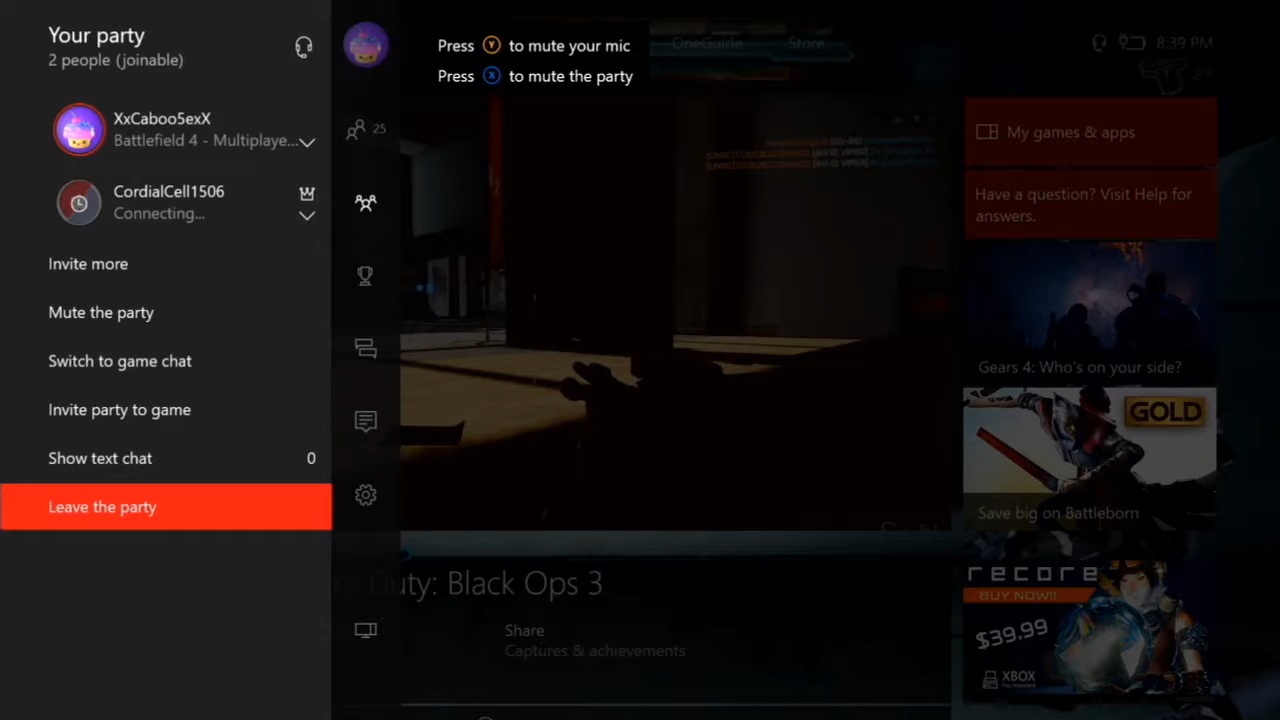 Your party
2 people (joinable)
XxCaboo5exX
Battlefield 4 - Multiplaye...
CordialCell1506
Connecting...
Invite more
Mute the party
Switch to game chat
Invite party to game
Show text chat 0
Leave the party
25
Press Y to mute your mic
Press X to mute the party
OneGuide
Store
8:39 PM
My games & apps
Have a question? Visit Help for
answers.
Gears 4: Who's on your side?
GOLD
Save big on Battleborn
recore
BUY NOW!!
$39.99
XBOX
Play Anywhere
Duty: Black Ops 3
Share
Captures & achievements